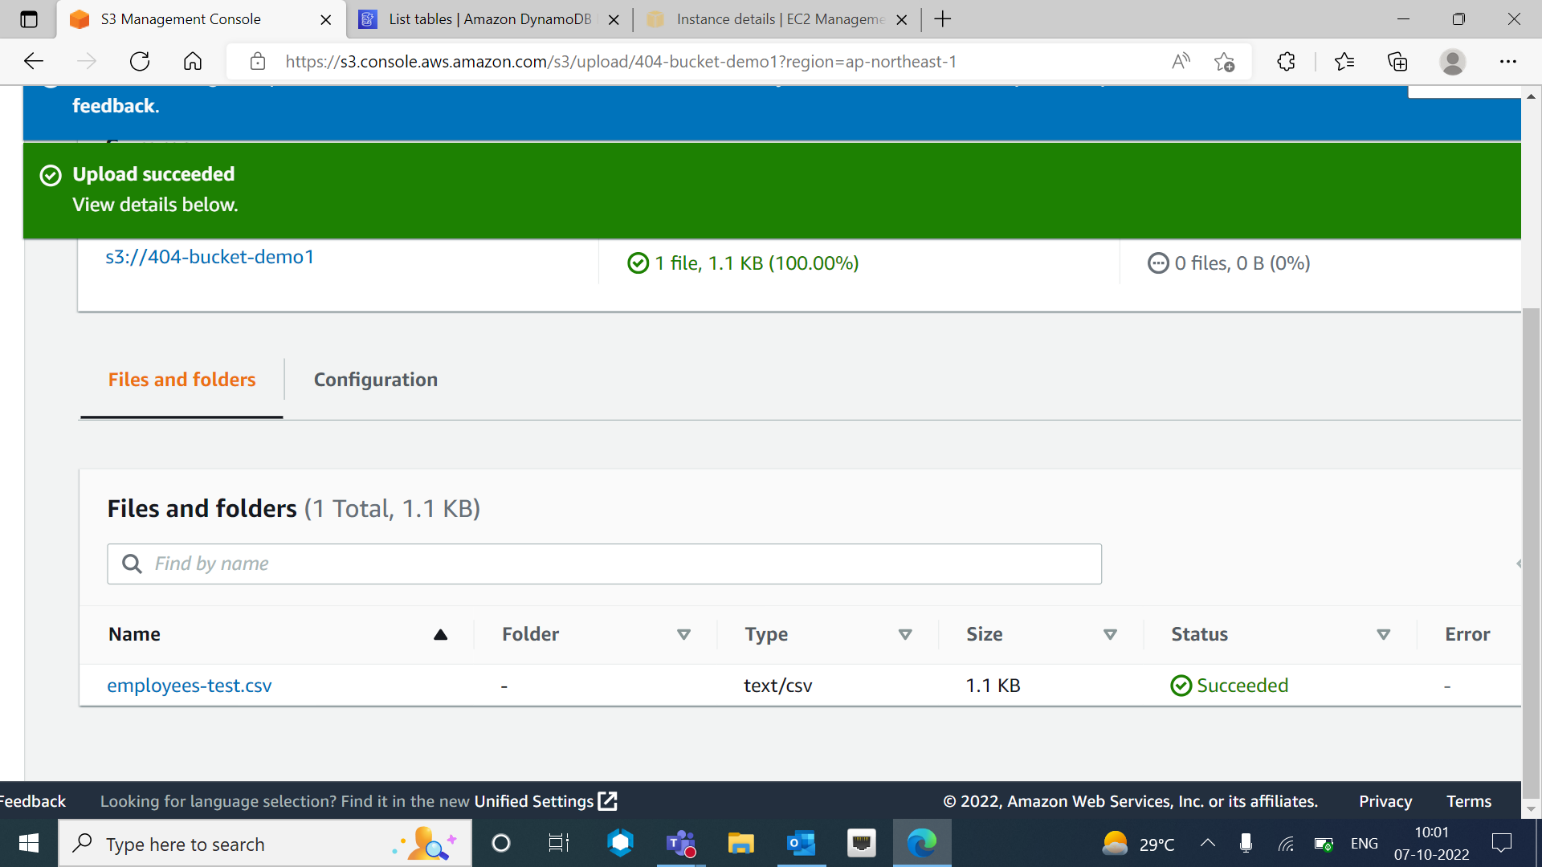 S3 Management Console
List tables | Amazon DynamoDB
Instance details | EC2 Manageme
https://s3.console.aws.amazon.com/s3/upload/404-bucket-demo1?region=ap-northeast-1
feedback.
Upload succeeded
View details below.
s3://404-bucket-demo1
1 file, 1.1 KB (100.00%)
0 files, 0 B (0%)
Files and folders
Configuration
Files and folders (1 Total, 1.1 KB)
Find by name
Name Folder Type Size Status Error
employees-test.csv - text/csv 1.1 KB Succeeded -
Feedback Looking for language selection? Find it in the new Unified Settings © 2022, Amazon Web Services, Inc. or its affiliates. Privacy Terms
Type here to search
29°C
ENG
10:01
07-10-2022